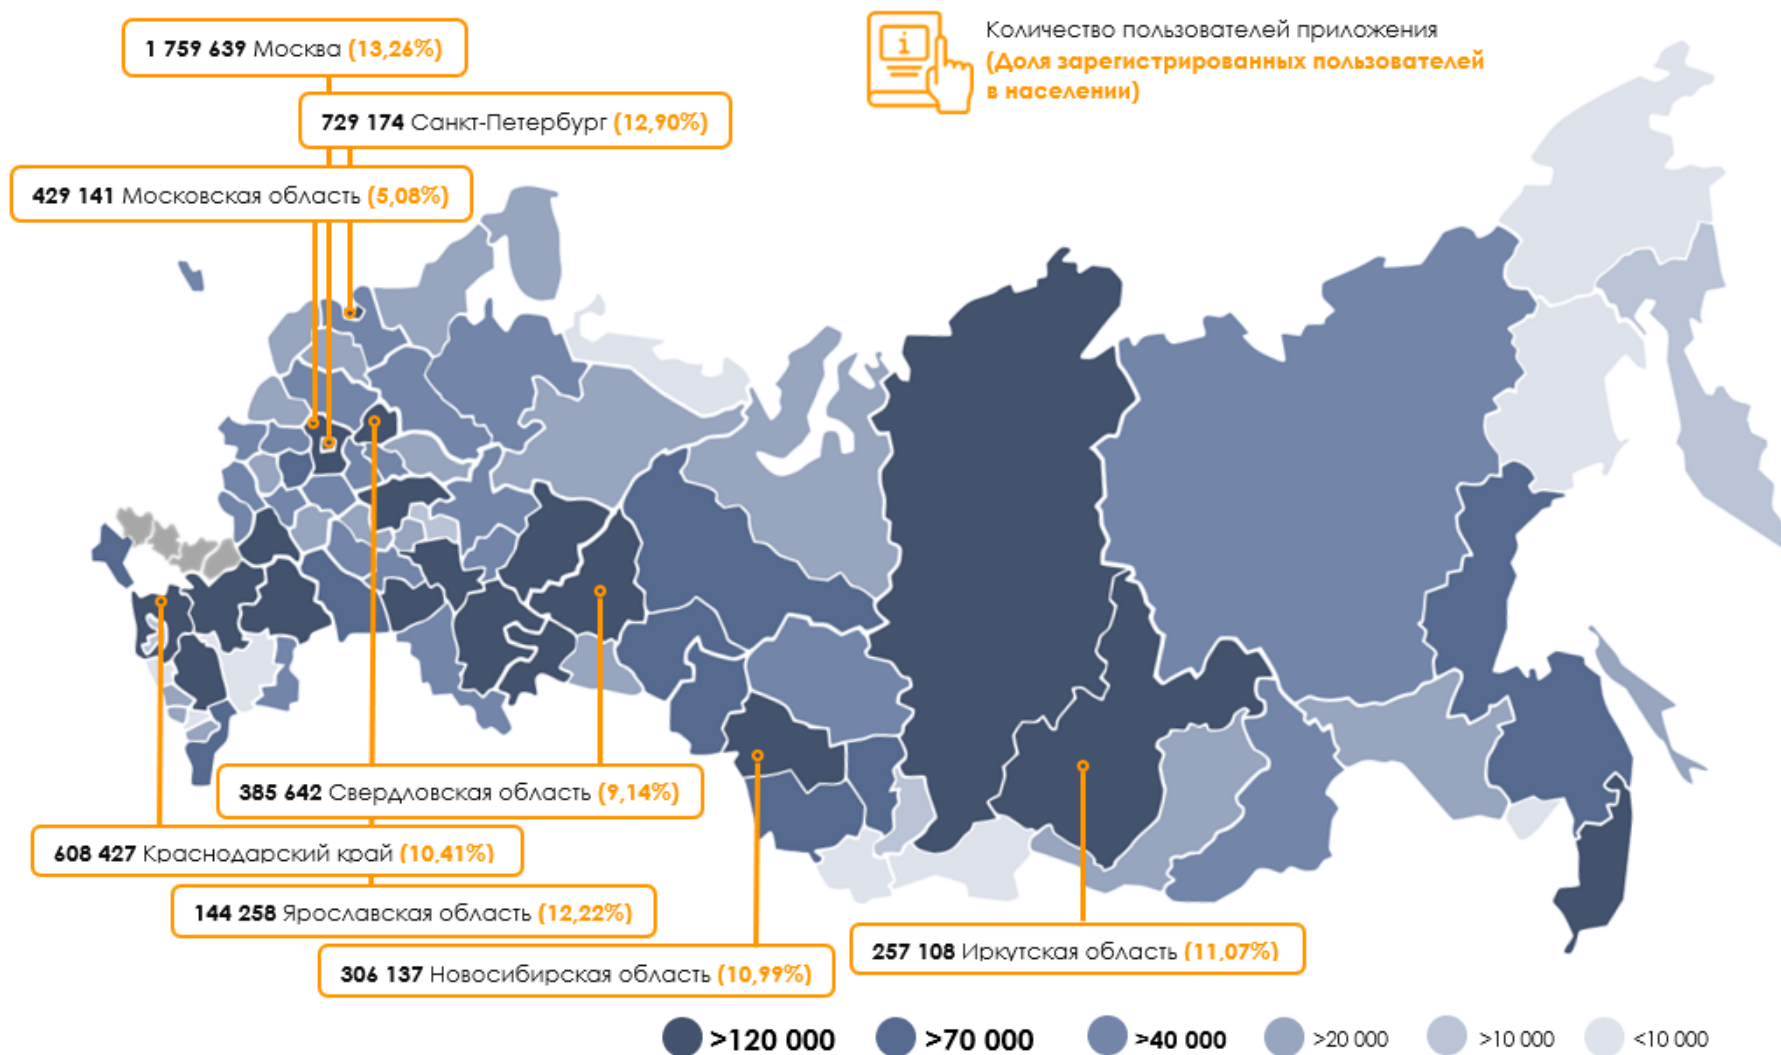 1 759 639 Москва (13,26%)
Количество пользователей приложения
(Доля зарегистрированных пользователей
в населении)
i
729 174 Санкт-Петербург (12,90%)
429 141 Московская область (5,08%)
385 642 Свердловская область (9,14%)
608 427 Краснодарский край (10,41%)
144 258 Ярославская область (12,22%)
306 137 Новосибирская область (10,99%)
257 108 Иркутская область (11,07%)
>120 000 >70 000 >40 000 >20 000 >10 000 <10 000